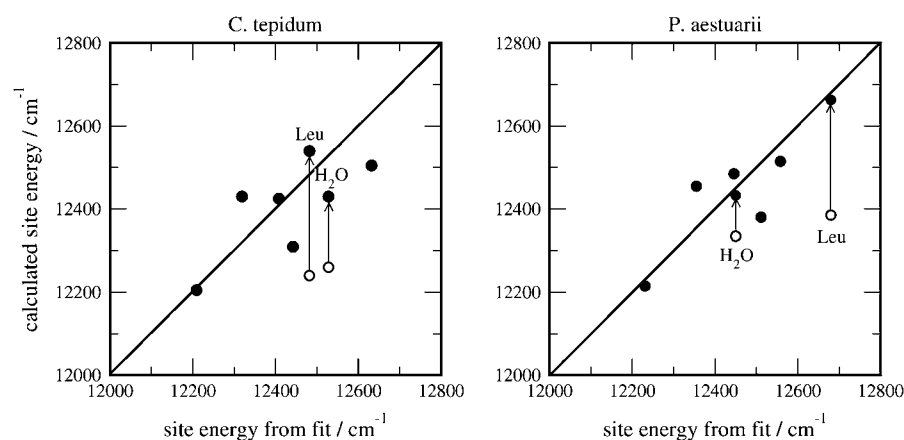 C. tepidum
P. aestuarii
calculated site energy / cm⁻¹
12800
12600
12400
12200
12000
Leu
H₂O
12000 12200 12400 12600 12800
site energy from fit / cm⁻¹
12800
12600
12400
12200
12000
H₂O
Leu
12000 12200 12400 12600 12800
site energy from fit / cm⁻¹